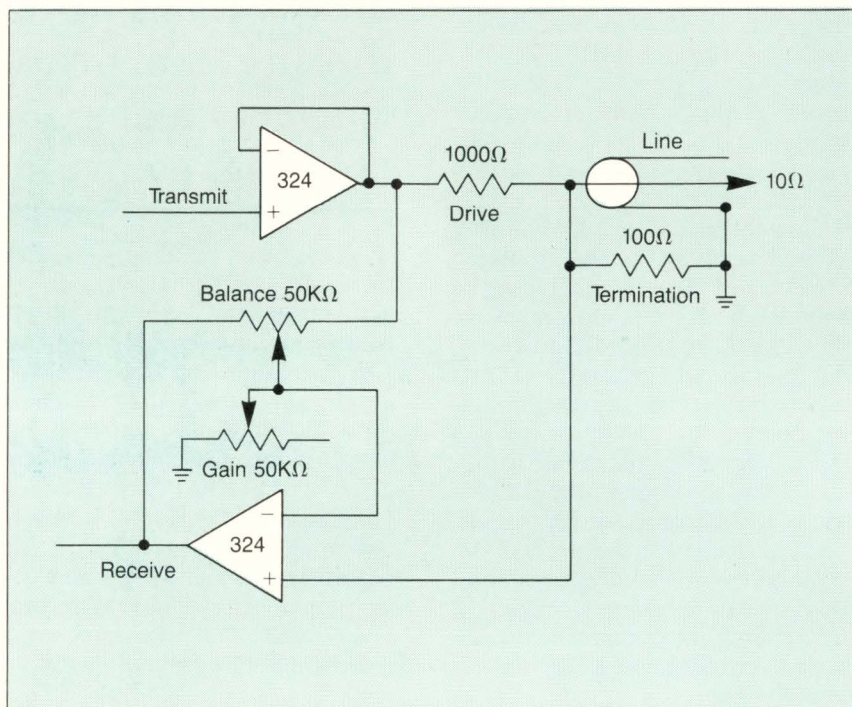 1000Ω
Line
324
10Ω
Transmit
Drive
100Ω
Balance 50KΩ
Termination
Gain 50KΩ
324
Receive
−
+
−
+